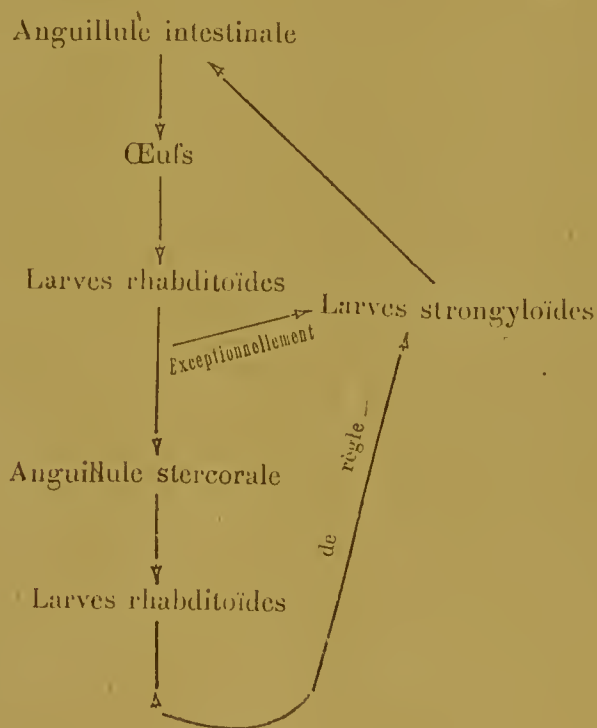 Anguillule intestinale
Œufs
Larves rhabditoïdes
Larves strongyloïdes
Exceptionnellement
de règle
Anguillule stercorale
Larves rhabditoïdes